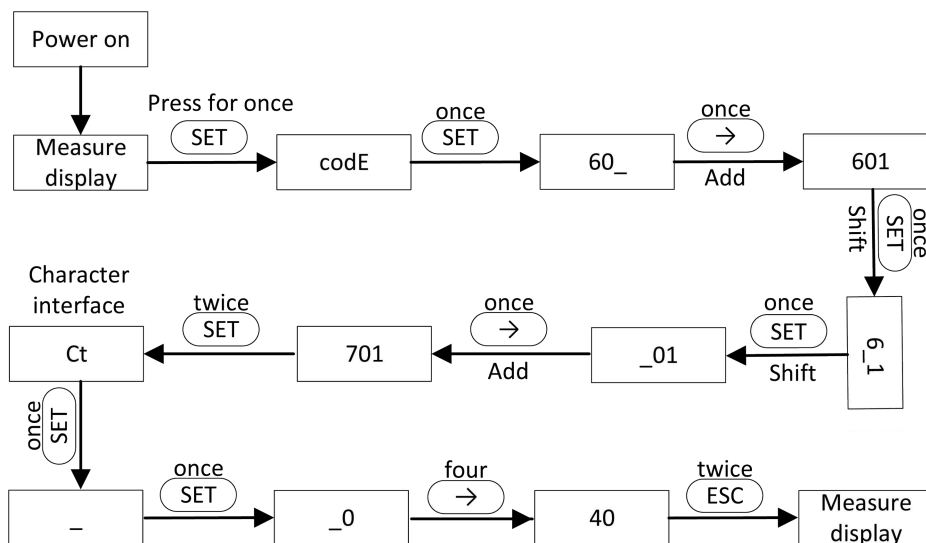 Power on
Measure
display
Press for once
SET
codE
once
SET
60_
once
→
Add
601
once
SET
Shift
6_1
once
SET
Shift
_01
once
→
Add
701
twice
SET
Character
interface
Ct
once
SET
_
once
SET
_0
four
→
40
twice
ESC
Measure
display